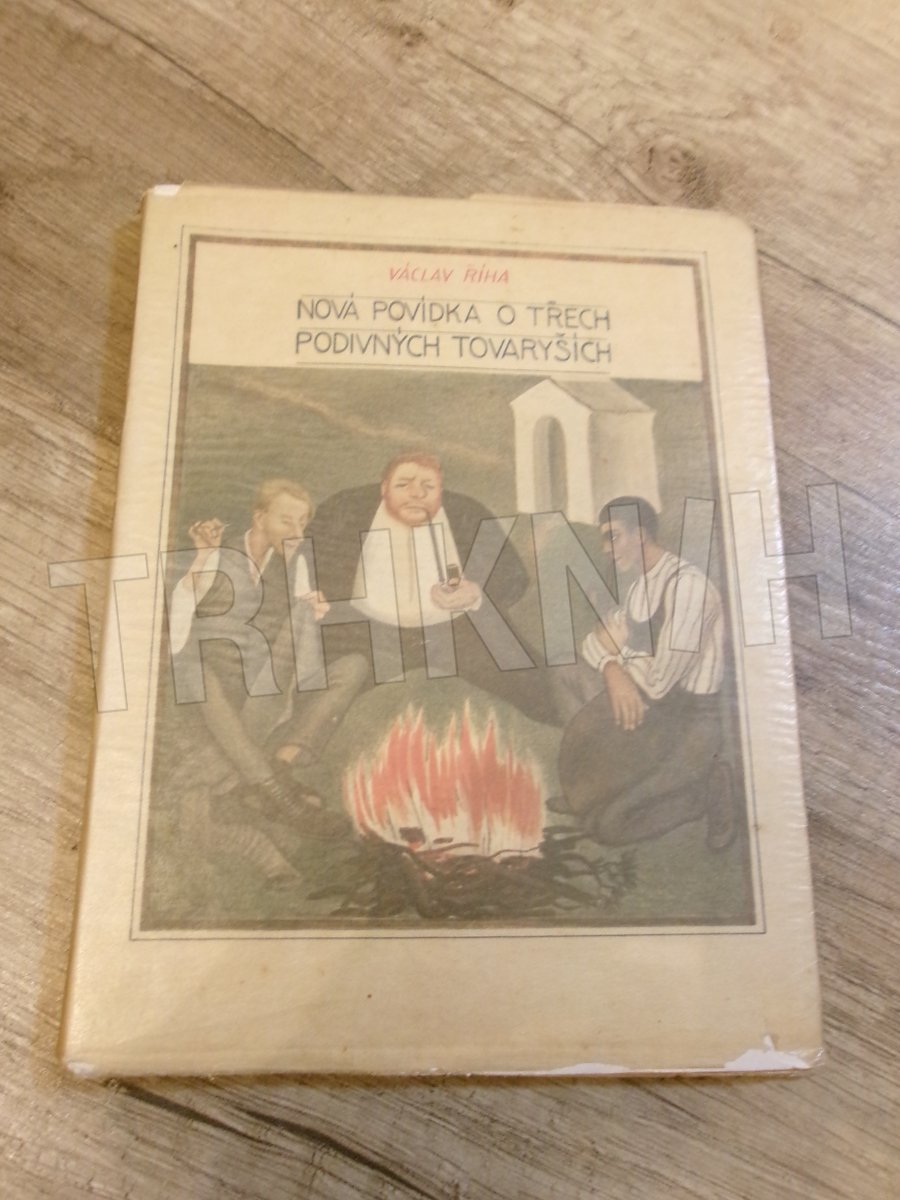 VÁCLAV ŘÍHA
NOVÁ POVÍDKA O TŘECH
PODIVNÝCH TOVARYŠÍCH
TRHKNIH